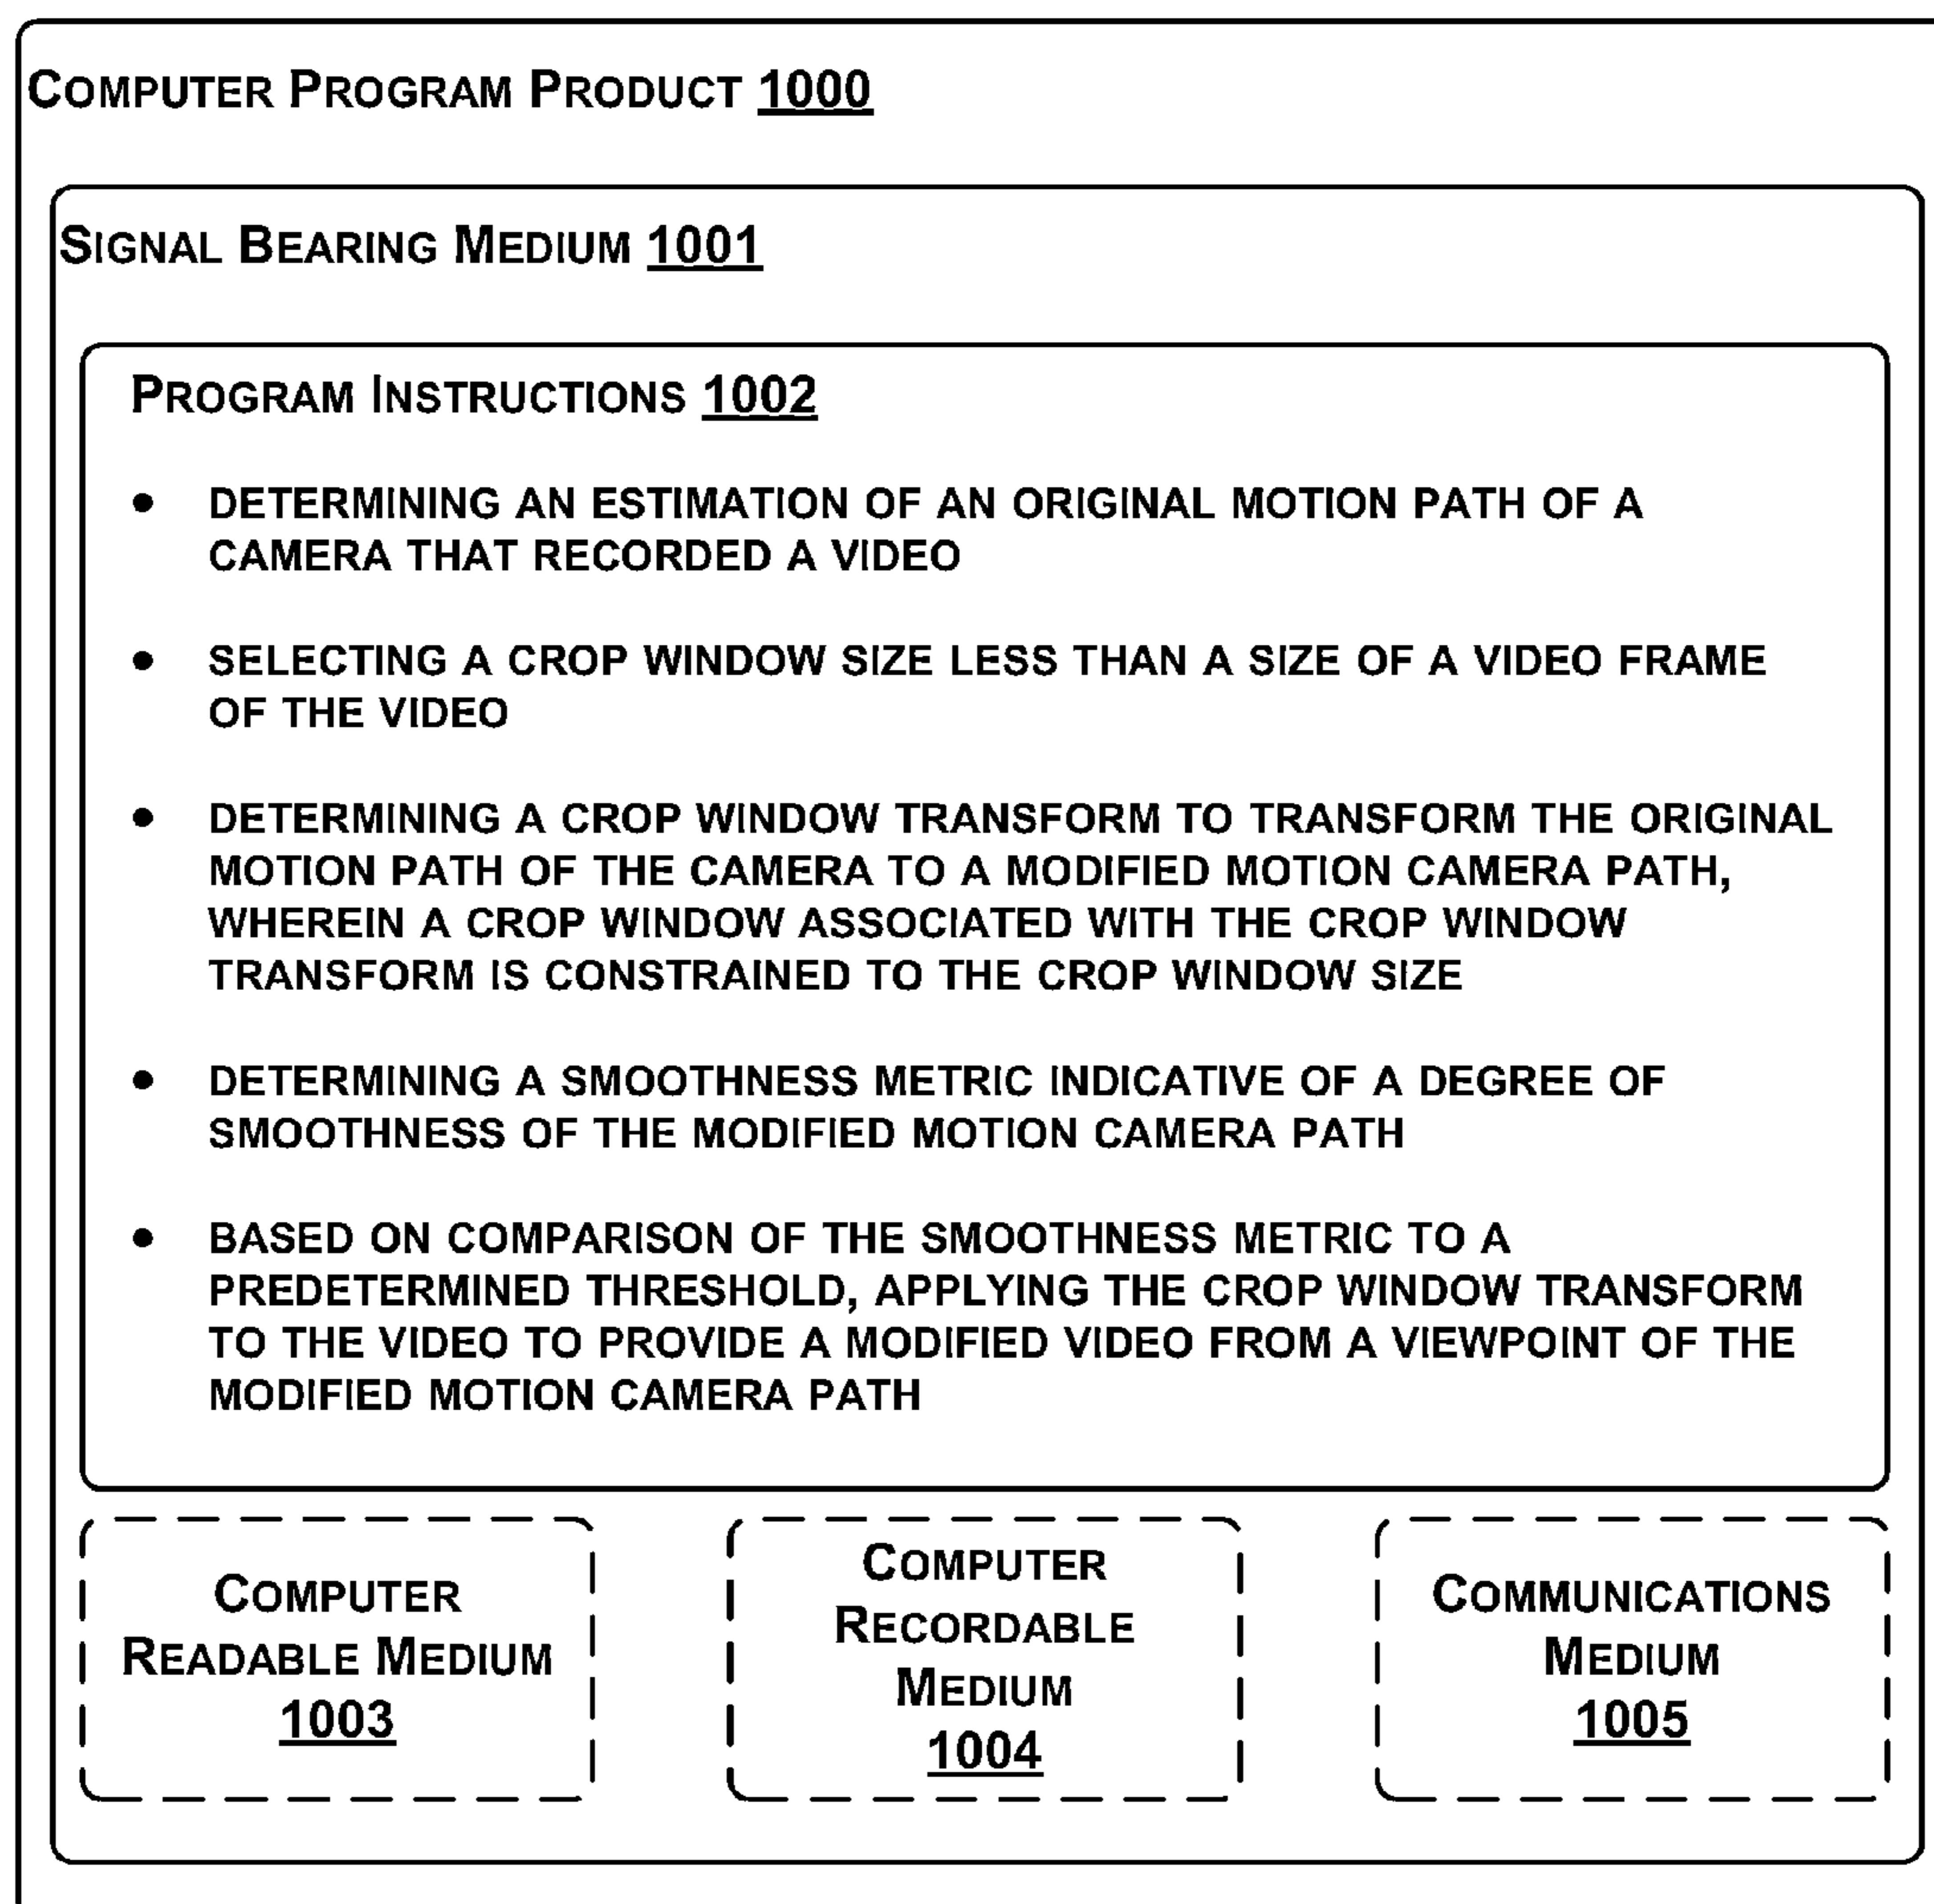 COMPUTER PROGRAM PRODUCT 1000
SIGNAL BEARING MEDIUM 1001
PROGRAM INSTRUCTIONS 1002
• DETERMINING AN ESTIMATION OF AN ORIGINAL MOTION PATH OF A
CAMERA THAT RECORDED A VIDEO
• SELECTING A CROP WINDOW SIZE LESS THAN A SIZE OF A VIDEO FRAME
OF THE VIDEO
• DETERMINING A CROP WINDOW TRANSFORM TO TRANSFORM THE ORIGINAL
MOTION PATH OF THE CAMERA TO A MODIFIED MOTION CAMERA PATH,
WHEREIN A CROP WINDOW ASSOCIATED WITH THE CROP WINDOW
TRANSFORM IS CONSTRAINED TO THE CROP WINDOW SIZE
• DETERMINING A SMOOTHNESS METRIC INDICATIVE OF A DEGREE OF
SMOOTHNESS OF THE MODIFIED MOTION CAMERA PATH
• BASED ON COMPARISON OF THE SMOOTHNESS METRIC TO A
PREDETERMINED THRESHOLD, APPLYING THE CROP WINDOW TRANSFORM
TO THE VIDEO TO PROVIDE A MODIFIED VIDEO FROM A VIEWPOINT OF THE
MODIFIED MOTION CAMERA PATH
COMPUTER
READABLE MEDIUM
1003
COMPUTER
RECORDABLE
MEDIUM
1004
COMMUNICATIONS
MEDIUM
1005